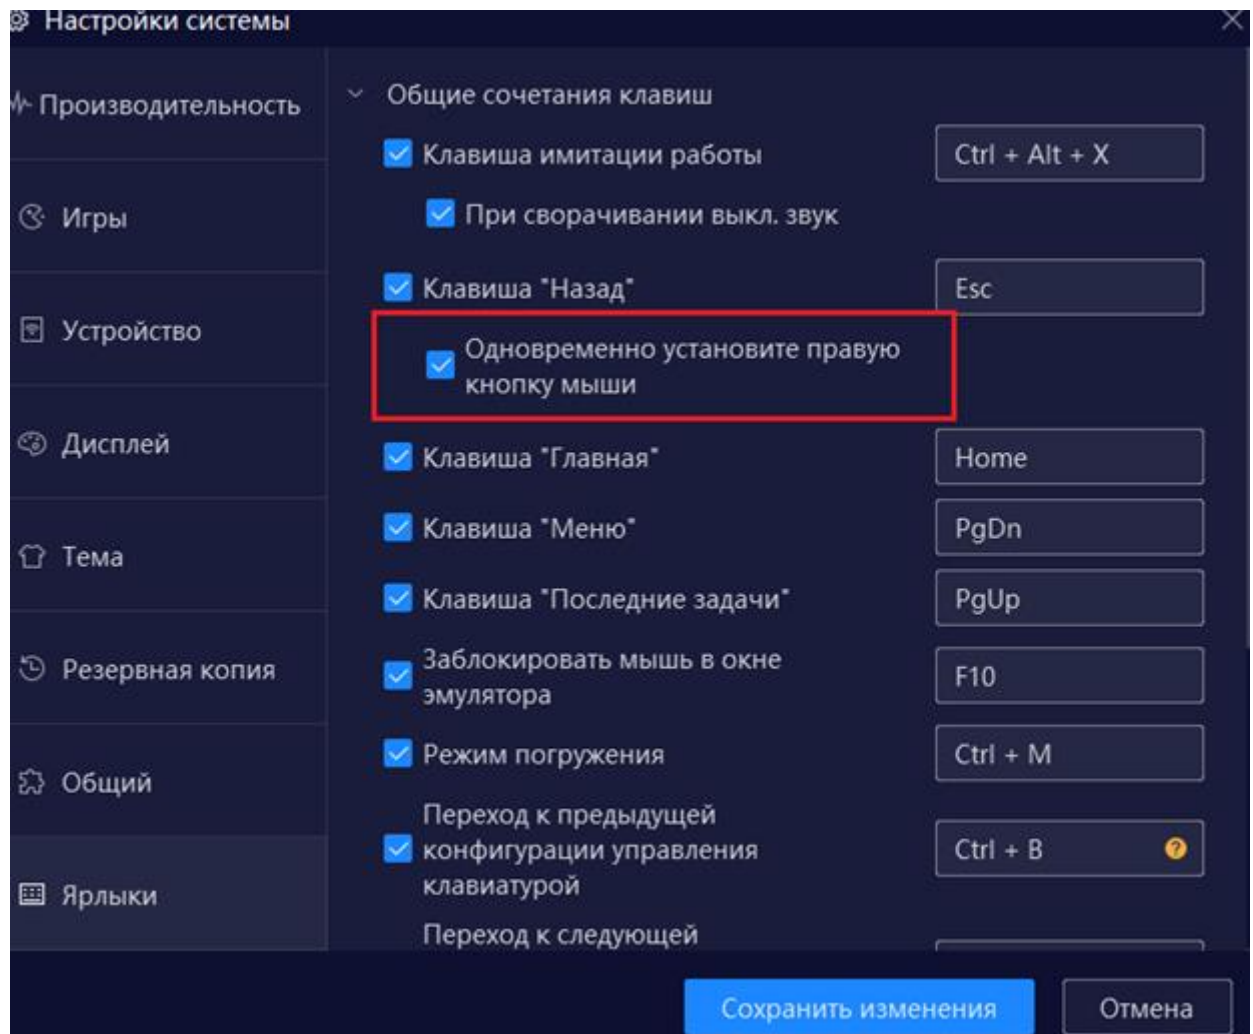 Настройки системы
Производительность
Игры
Устройство
Дисплей
Тема
Резервная копия
Общий
Ярлыки
Общие сочетания клавиш
Клавиша имитации работы
Ctrl + Alt + X
При сворачивании выкл. звук
Клавиша "Назад"
Esc
Одновременно установите правую
кнопку мыши
Клавиша "Главная"
Home
Клавиша "Меню"
PgDn
Клавиша "Последние задачи"
PgUp
Заблокировать мышь в окне
эмулятора
F10
Режим погружения
Ctrl + M
Переход к предыдущей
конфигурации управления
клавиатурой
Ctrl + B
?
Переход к следующей
Сохранить изменения
Отмена